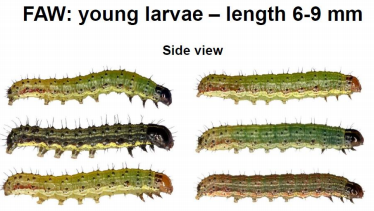 FAW: young larvae – length 6-9 mm
Side view